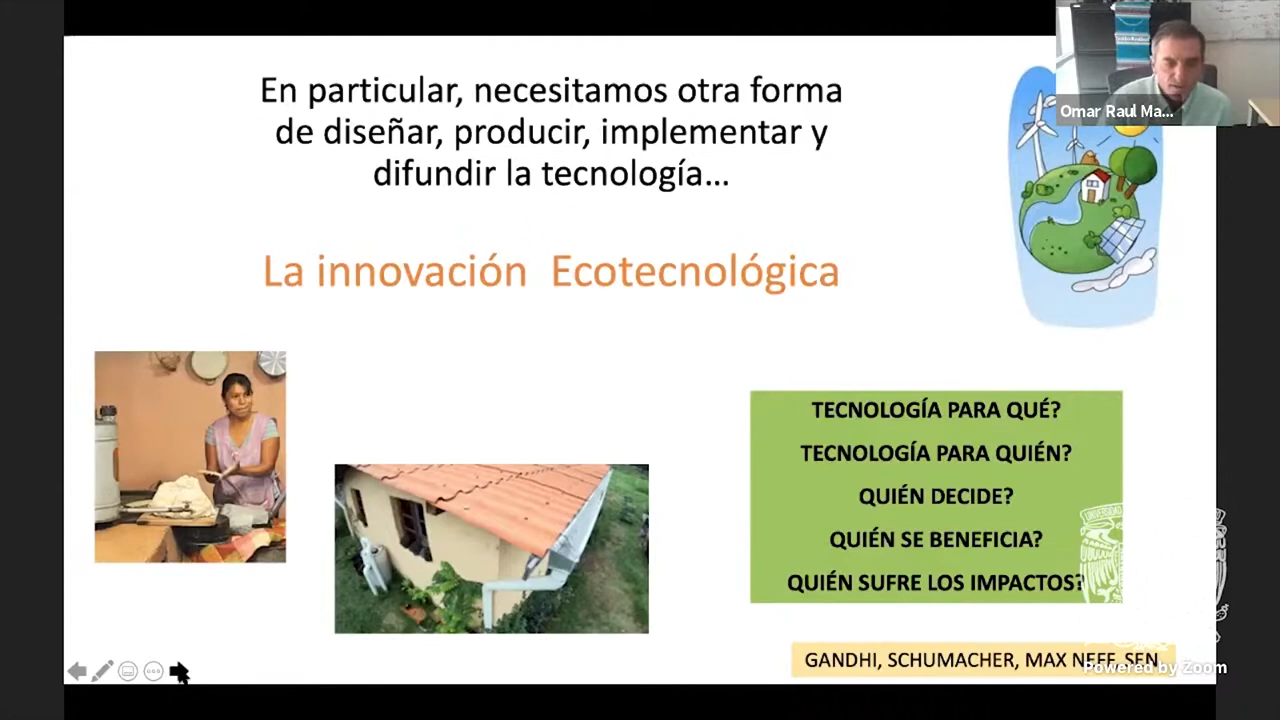 En particular, necesitamos otra forma
de diseñar, producir, implementar y
difundir la tecnología...
La innovación Ecotecnológica
Omar Raul Ma...
TECNOLOGÍA PARA QUÉ?
TECNOLOGÍA PARA QUIÉN?
QUIÉN DECIDE?
QUIÉN SE BENEFICIA?
QUIÉN SUFRE LOS IMPACTOS?
GANDHI, SCHUMACHER, MAX NEEF, SEN
Powered by Zoom